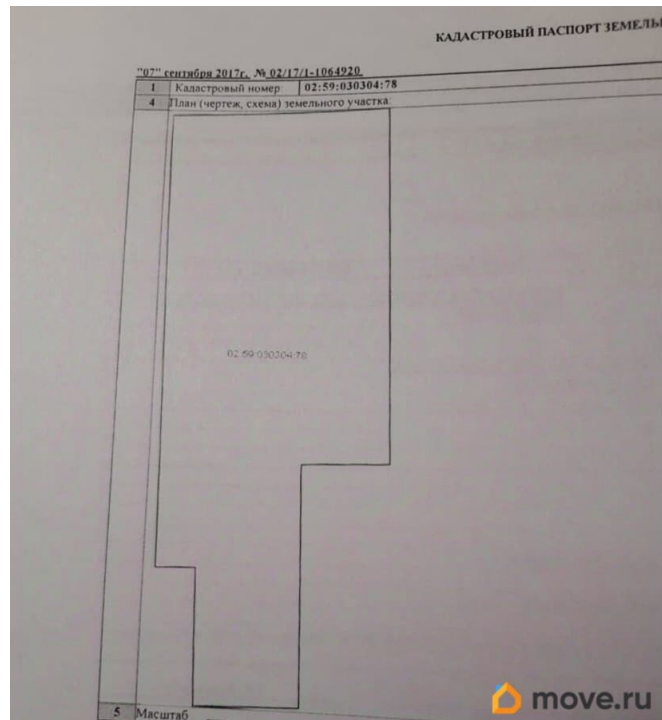 КАДАСТРОВЫЙ ПАСПОРТ ЗЕМЕЛЬ
"07" сентября 2017г. № 02/17/1-1064920
1 Кадастровый номер: 02:59:030304:78
4 План (чертеж, схема) земельного участка
02:59:030304:78
5 Масштаб
move.ru